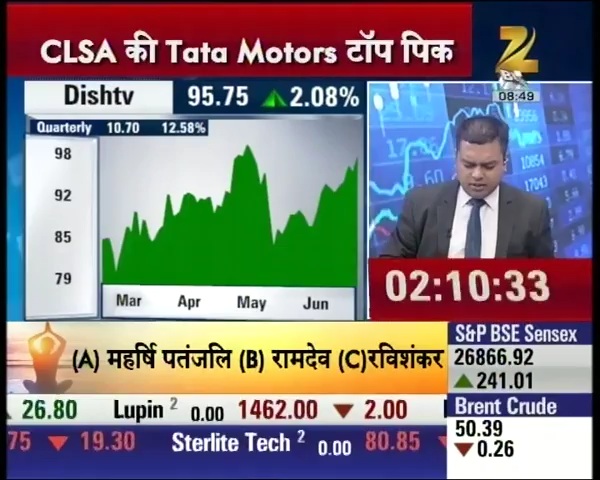 CLSA की Tata Motors टॉप पिक
08:49
Dishtv 95.75 2.08%
Quarterly 10.70 12.58%
98
92
85
79
Mar Apr May Jun
10854
17043
02:10:33
(A) महर्षि पतंजलि (B) रामदेव (C)रविशंकर
S&P BSE Sensex
26866.92
241.01
Brent Crude
50.39
0.26
26.80 Lupin 2 0.00 1462.00 2.00
75 19.30 Sterlite Tech 2 0.00 80.85